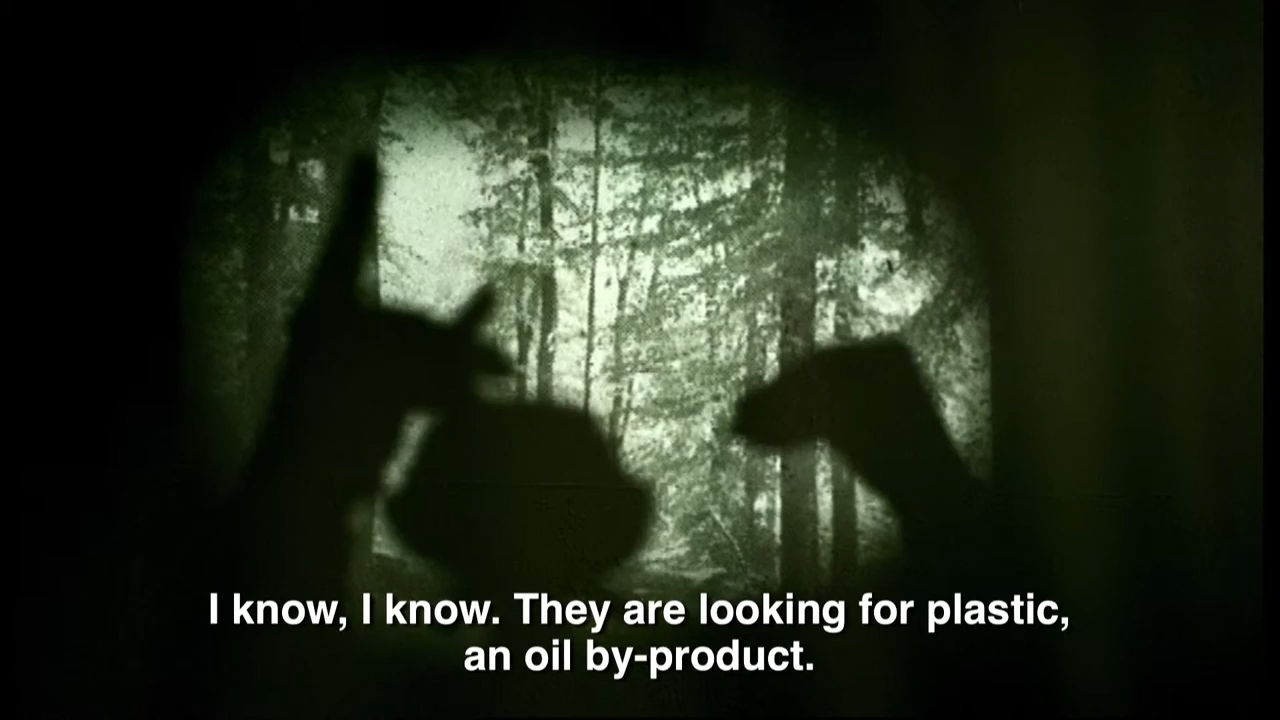 I know, I know. They are looking for plastic,
an oil by-product.